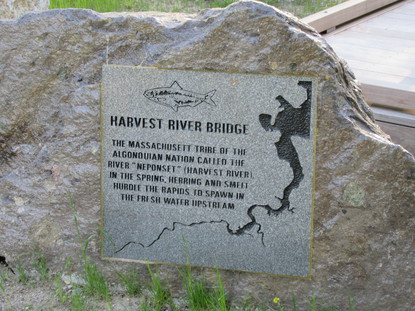 HARVEST RIVER BRIDGE
THE MASSACHUSETT TRIBE OF THE
ALGONQUIAN NATION CALLED THE
RIVER "NEPONSET" (HARVEST RIVER)
IN THE SPRING, HERRING AND SMELT
HURDLE THE RAPIDS TO SPAWN IN
THE FRESH WATER UPSTREAM